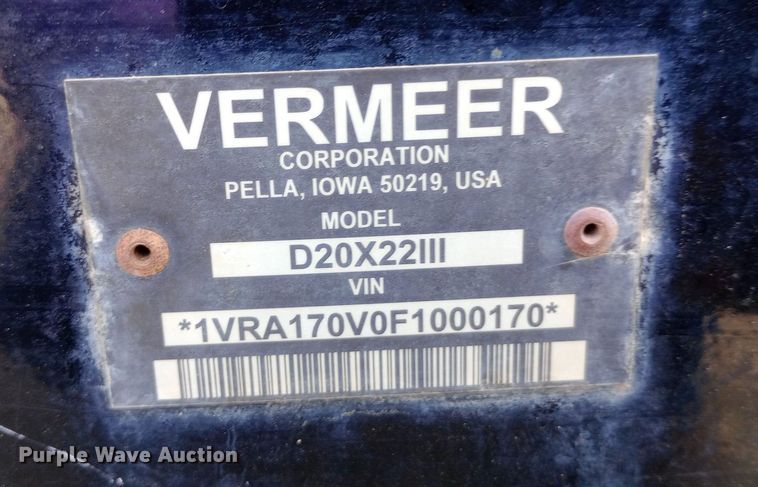 VERMEER
CORPORATION
PELLA, IOWA 50219, USA
MODEL
D20X22III
VIN
*1VRA170V0F1000170*
Purple Wave Auction